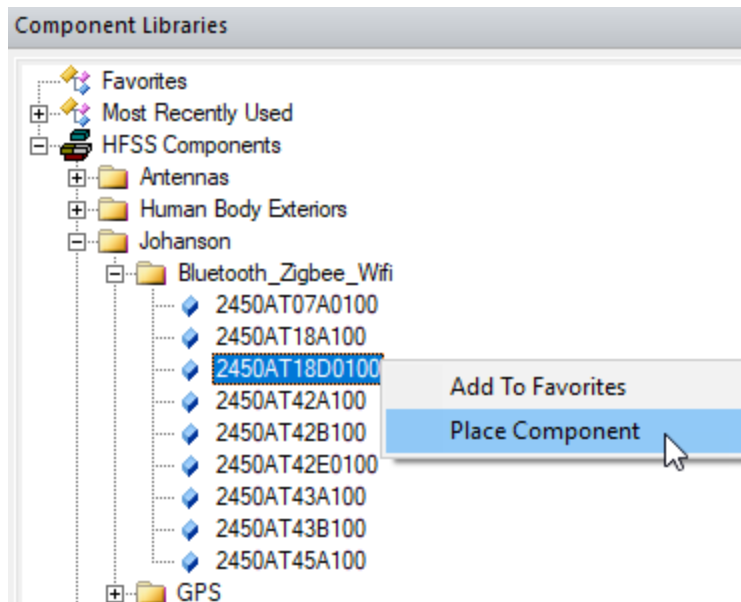 Component Libraries
Favorites
Most Recently Used
HFSS Components
Antennas
Human Body Exteriors
Johanson
Bluetooth_Zigbee_Wifi
2450AT07A0100
2450AT18A100
2450AT18D0100
Add To Favorites
2450AT42A100
2450AT42B100
Place Component
2450AT42E0100
2450AT43A100
2450AT43B100
2450AT45A100
GPS